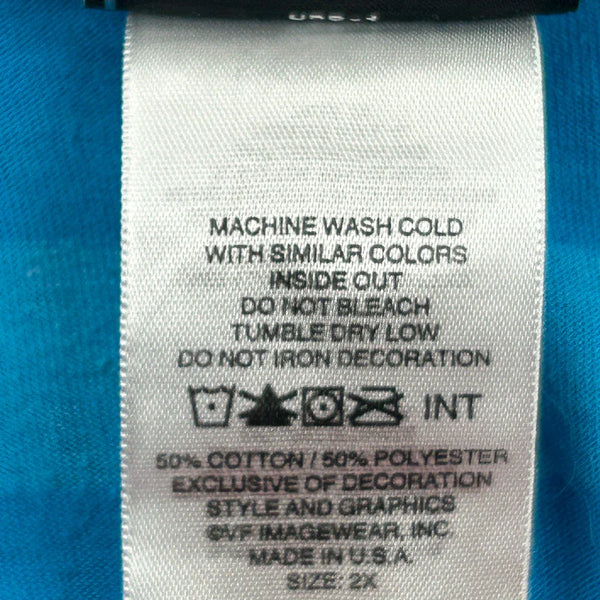 MACHINE WASH COLD
WITH SIMILAR COLORS
INSIDE OUT
DO NOT BLEACH
TUMBLE DRY LOW
DO NOT IRON DECORATION
INT
50% COTTON / 50% POLYESTER
EXCLUSIVE OF DECORATION
STYLE AND GRAPHICS
©VF IMAGEWEAR, INC.
MADE IN U.S.A.
SIZE: 2X